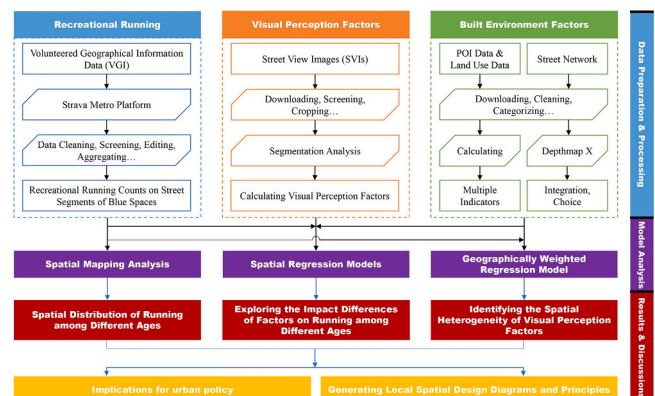 Recreational Running
Visual Perception Factors
Built Environment Factors
Volunteered Geographical Information
Data (VGI)
Strava Metro Platform
Data Cleaning, Screening, Editing,
Aggregating…
Recreational Running Counts on Street
Segments of Blue Spaces
Street View Images (SVIs)
Downloading, Screening,
Cropping…
Segmentation Analysis
Calculating Visual Perception Factors
POI Data &
Land Use Data
Street Network
Downloading, Cleaning,
Categorizing…
Calculating
Depthmap X
Multiple
Indicators
Integration,
Choice
Data Preparation & Processing
Spatial Mapping Analysis
Spatial Regression Models
Geographically Weighted
Regression Model
Model Analysis
Spatial Distribution of Running
among Different Ages
Exploring the Impact Differences
of Factors on Running among
Different Ages
Identifying the Spatial
Heterogeneity of Visual Perception
Factors
Results & Discussions
Implications for urban policy
Generating Local Spatial Design Diagrams and Principles